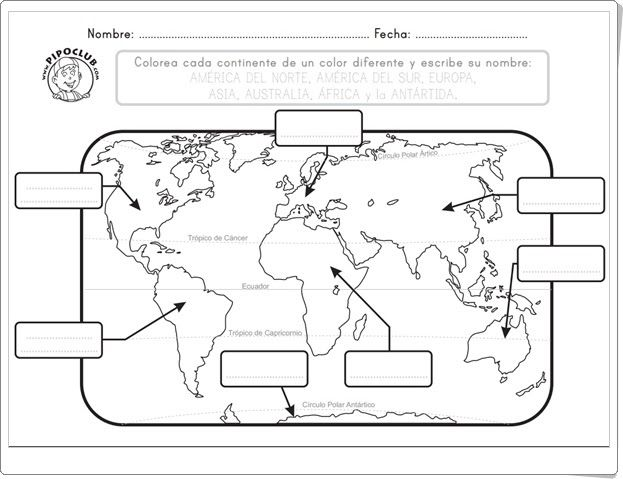 Nombre: ........................................ Fecha: ........................................
www.PIPOCLUB.com
Colorea cada continente de un color diferente y escribe su nombre:
AMÉRICA DEL NORTE, AMÉRICA DEL SUR, EUROPA,
ASIA, AUSTRALIA, ÁFRICA y la ANTÁRTIDA.
Círculo Polar Ártico
Trópico de Cáncer
Ecuador
Trópico de Capricornio
Círculo Polar Antártico